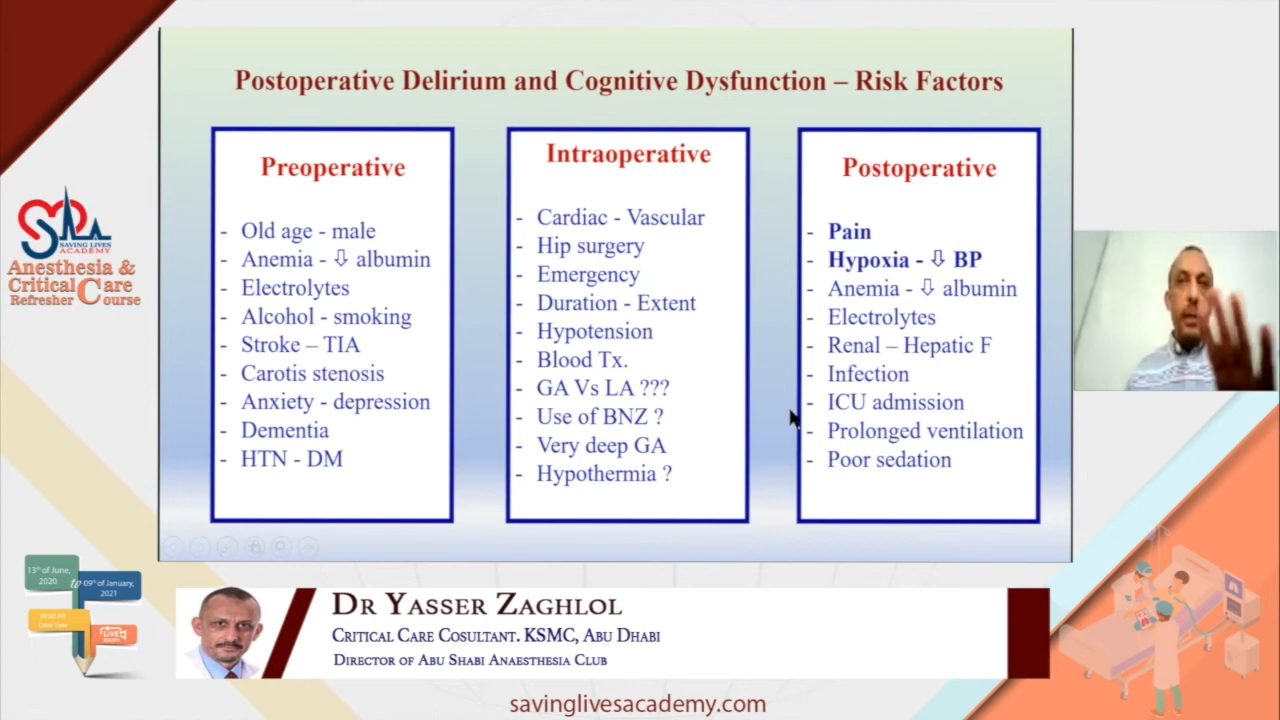 Postoperative Delirium and Cognitive Dysfunction – Risk Factors
Preoperative
- Old age - male
- Anemia - ⇩ albumin
- Electrolytes
- Alcohol - smoking
- Stroke – TIA
- Carotis stenosis
- Anxiety - depression
- Dementia
- HTN - DM
Intraoperative
- Cardiac - Vascular
- Hip surgery
- Emergency
- Duration - Extent
- Hypotension
- Blood Tx.
- GA Vs LA ???
- Use of BNZ ?
- Very deep GA
- Hypothermia ?
Postoperative
- Pain
- Hypoxia - ⇩ BP
- Anemia - ⇩ albumin
- Electrolytes
- Renal – Hepatic F
- Infection
- ICU admission
- Prolonged ventilation
- Poor sedation
SAVING LIVES
ACADEMY
Anesthesia &
Critical Care
Refresher Course
13th of June,
2020
to
09th of January,
2021
LIVE
DR YASSER ZAGHLOL
CRITICAL CARE COSULTANT. KSMC, ABU DHABI
DIRECTOR OF ABU SHABI ANAESTHESIA CLUB
savinglivesacademy.com